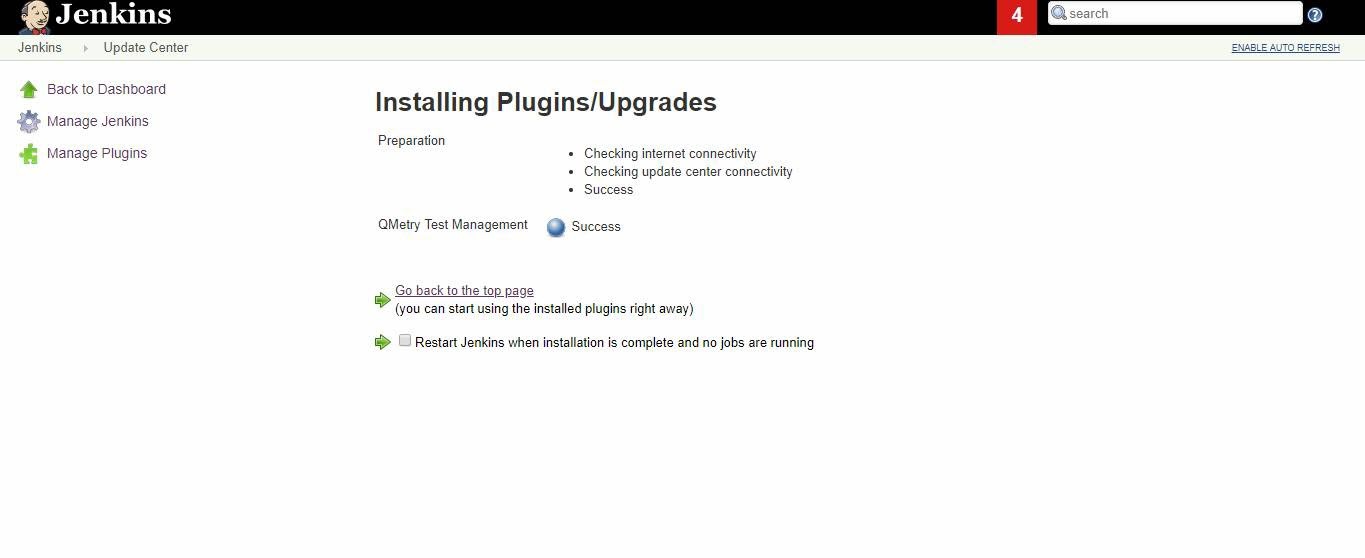 Jenkins
4
search
Jenkins Update Center
ENABLE AUTO REFRESH
Back to Dashboard
Manage Jenkins
Manage Plugins
Installing Plugins/Upgrades
Preparation
Checking internet connectivity
Checking update center connectivity
Success
QMetry Test Management Success
Go back to the top page
(you can start using the installed plugins right away)
Restart Jenkins when installation is complete and no jobs are running